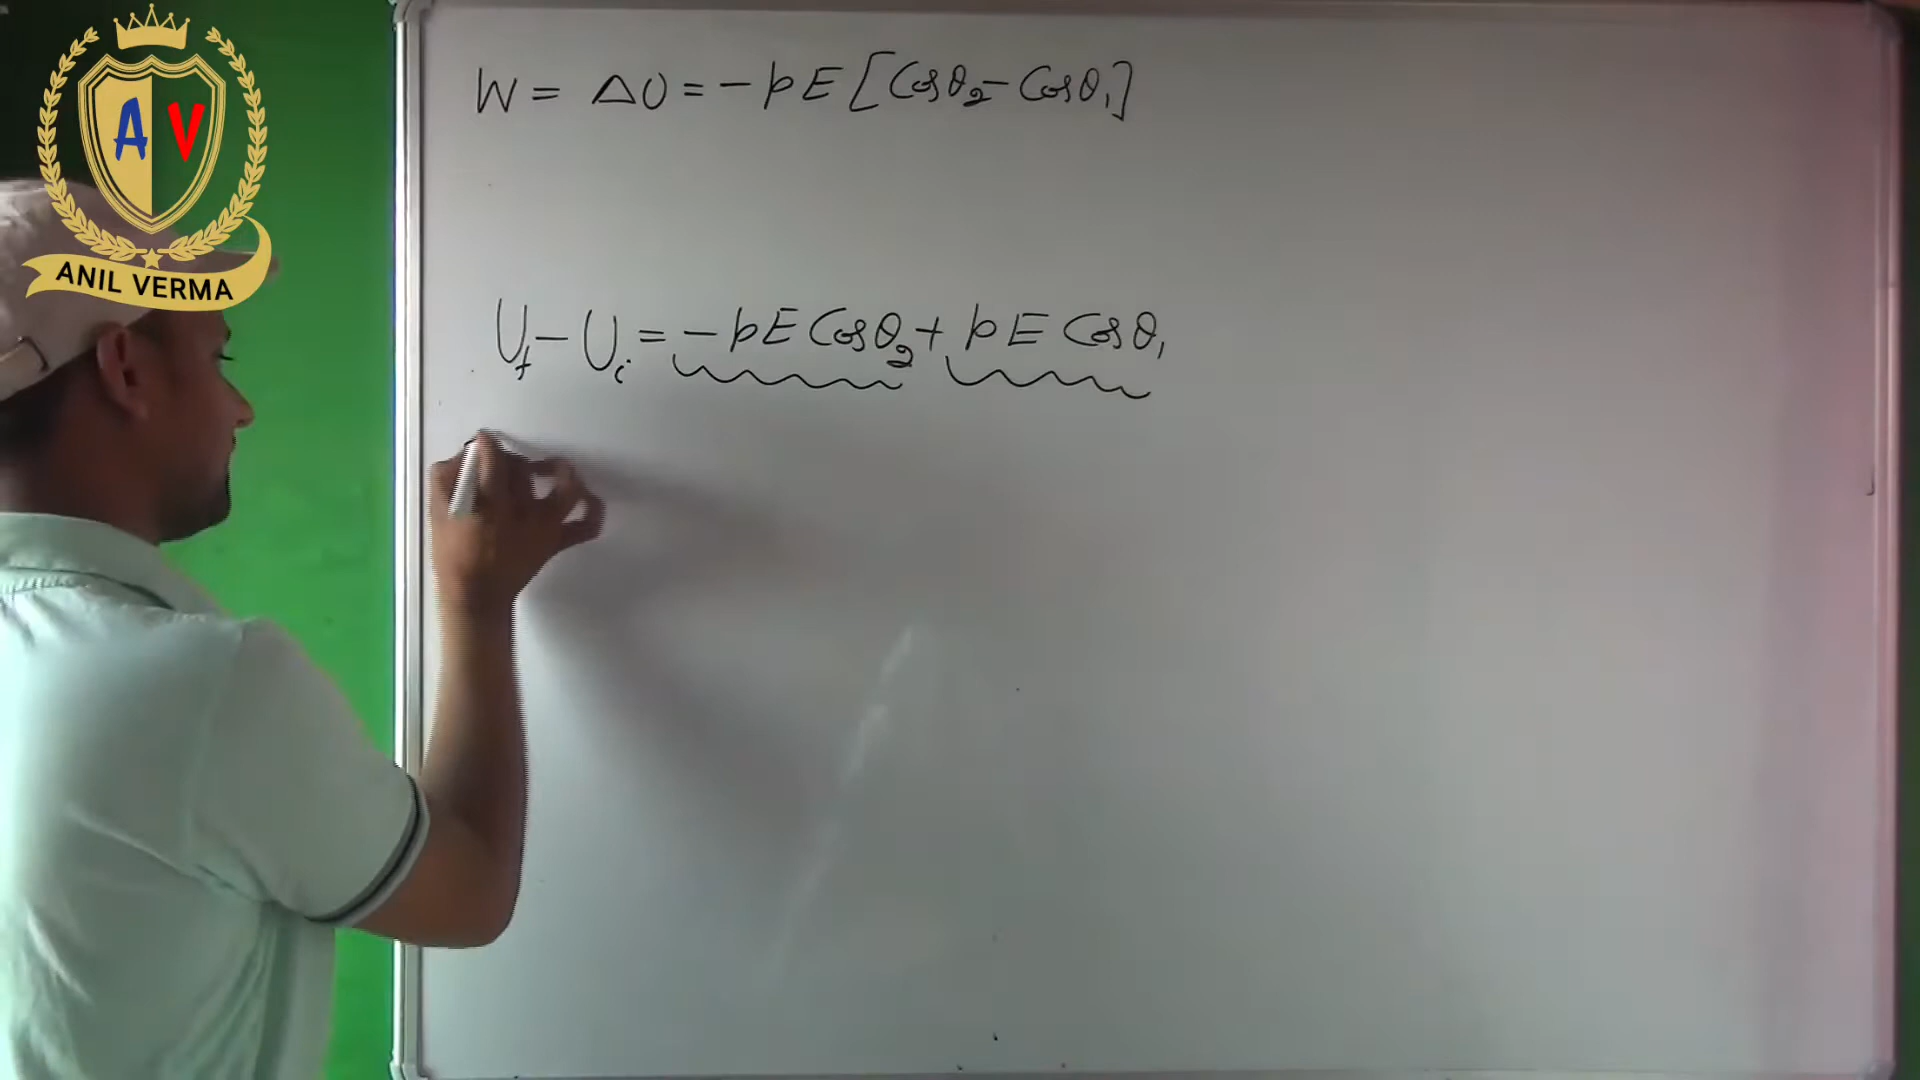 A V
ANIL VERMA
W = ΔU = -pE[Cosθ₂ - Cosθ₁]
U_f - U_i = -pE Cosθ₂ + pE Cosθ₁